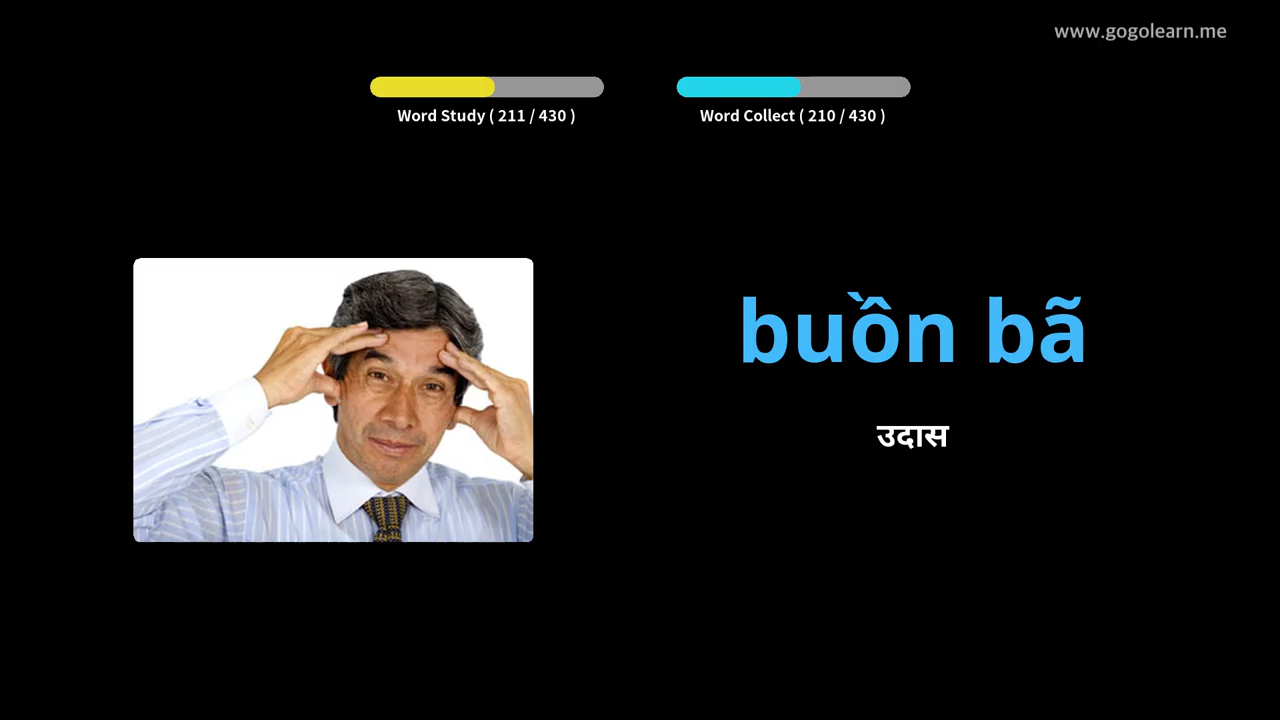 www.gogolearn.me
Word Study ( 211 / 430 )
Word Collect ( 210 / 430 )
buồn bã
उदास